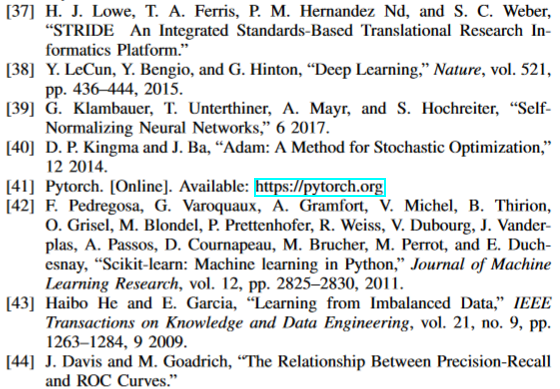 [37] H. J. Lowe, T. A. Ferris, P. M. Hernandez Nd, and S. C. Weber,
“STRIDE An Integrated Standards-Based Translational Research In-
formatics Platform.”
[38] Y. LeCun, Y. Bengio, and G. Hinton, “Deep Learning,” Nature, vol. 521,
pp. 436–444, 2015.
[39] G. Klambauer, T. Unterthiner, A. Mayr, and S. Hochreiter, “Self-
Normalizing Neural Networks,” 6 2017.
[40] D. P. Kingma and J. Ba, “Adam: A Method for Stochastic Optimization,”
12 2014.
[41] Pytorch. [Online]. Available: https://pytorch.org
[42] F. Pedregosa, G. Varoquaux, A. Gramfort, V. Michel, B. Thirion,
O. Grisel, M. Blondel, P. Prettenhofer, R. Weiss, V. Dubourg, J. Vander-
plas, A. Passos, D. Cournapeau, M. Brucher, M. Perrot, and E. Duch-
esnay, “Scikit-learn: Machine learning in Python,” Journal of Machine
Learning Research, vol. 12, pp. 2825–2830, 2011.
[43] Haibo He and E. Garcia, “Learning from Imbalanced Data,” IEEE
Transactions on Knowledge and Data Engineering, vol. 21, no. 9, pp.
1263–1284, 9 2009.
[44] J. Davis and M. Goadrich, “The Relationship Between Precision-Recall
and ROC Curves.”